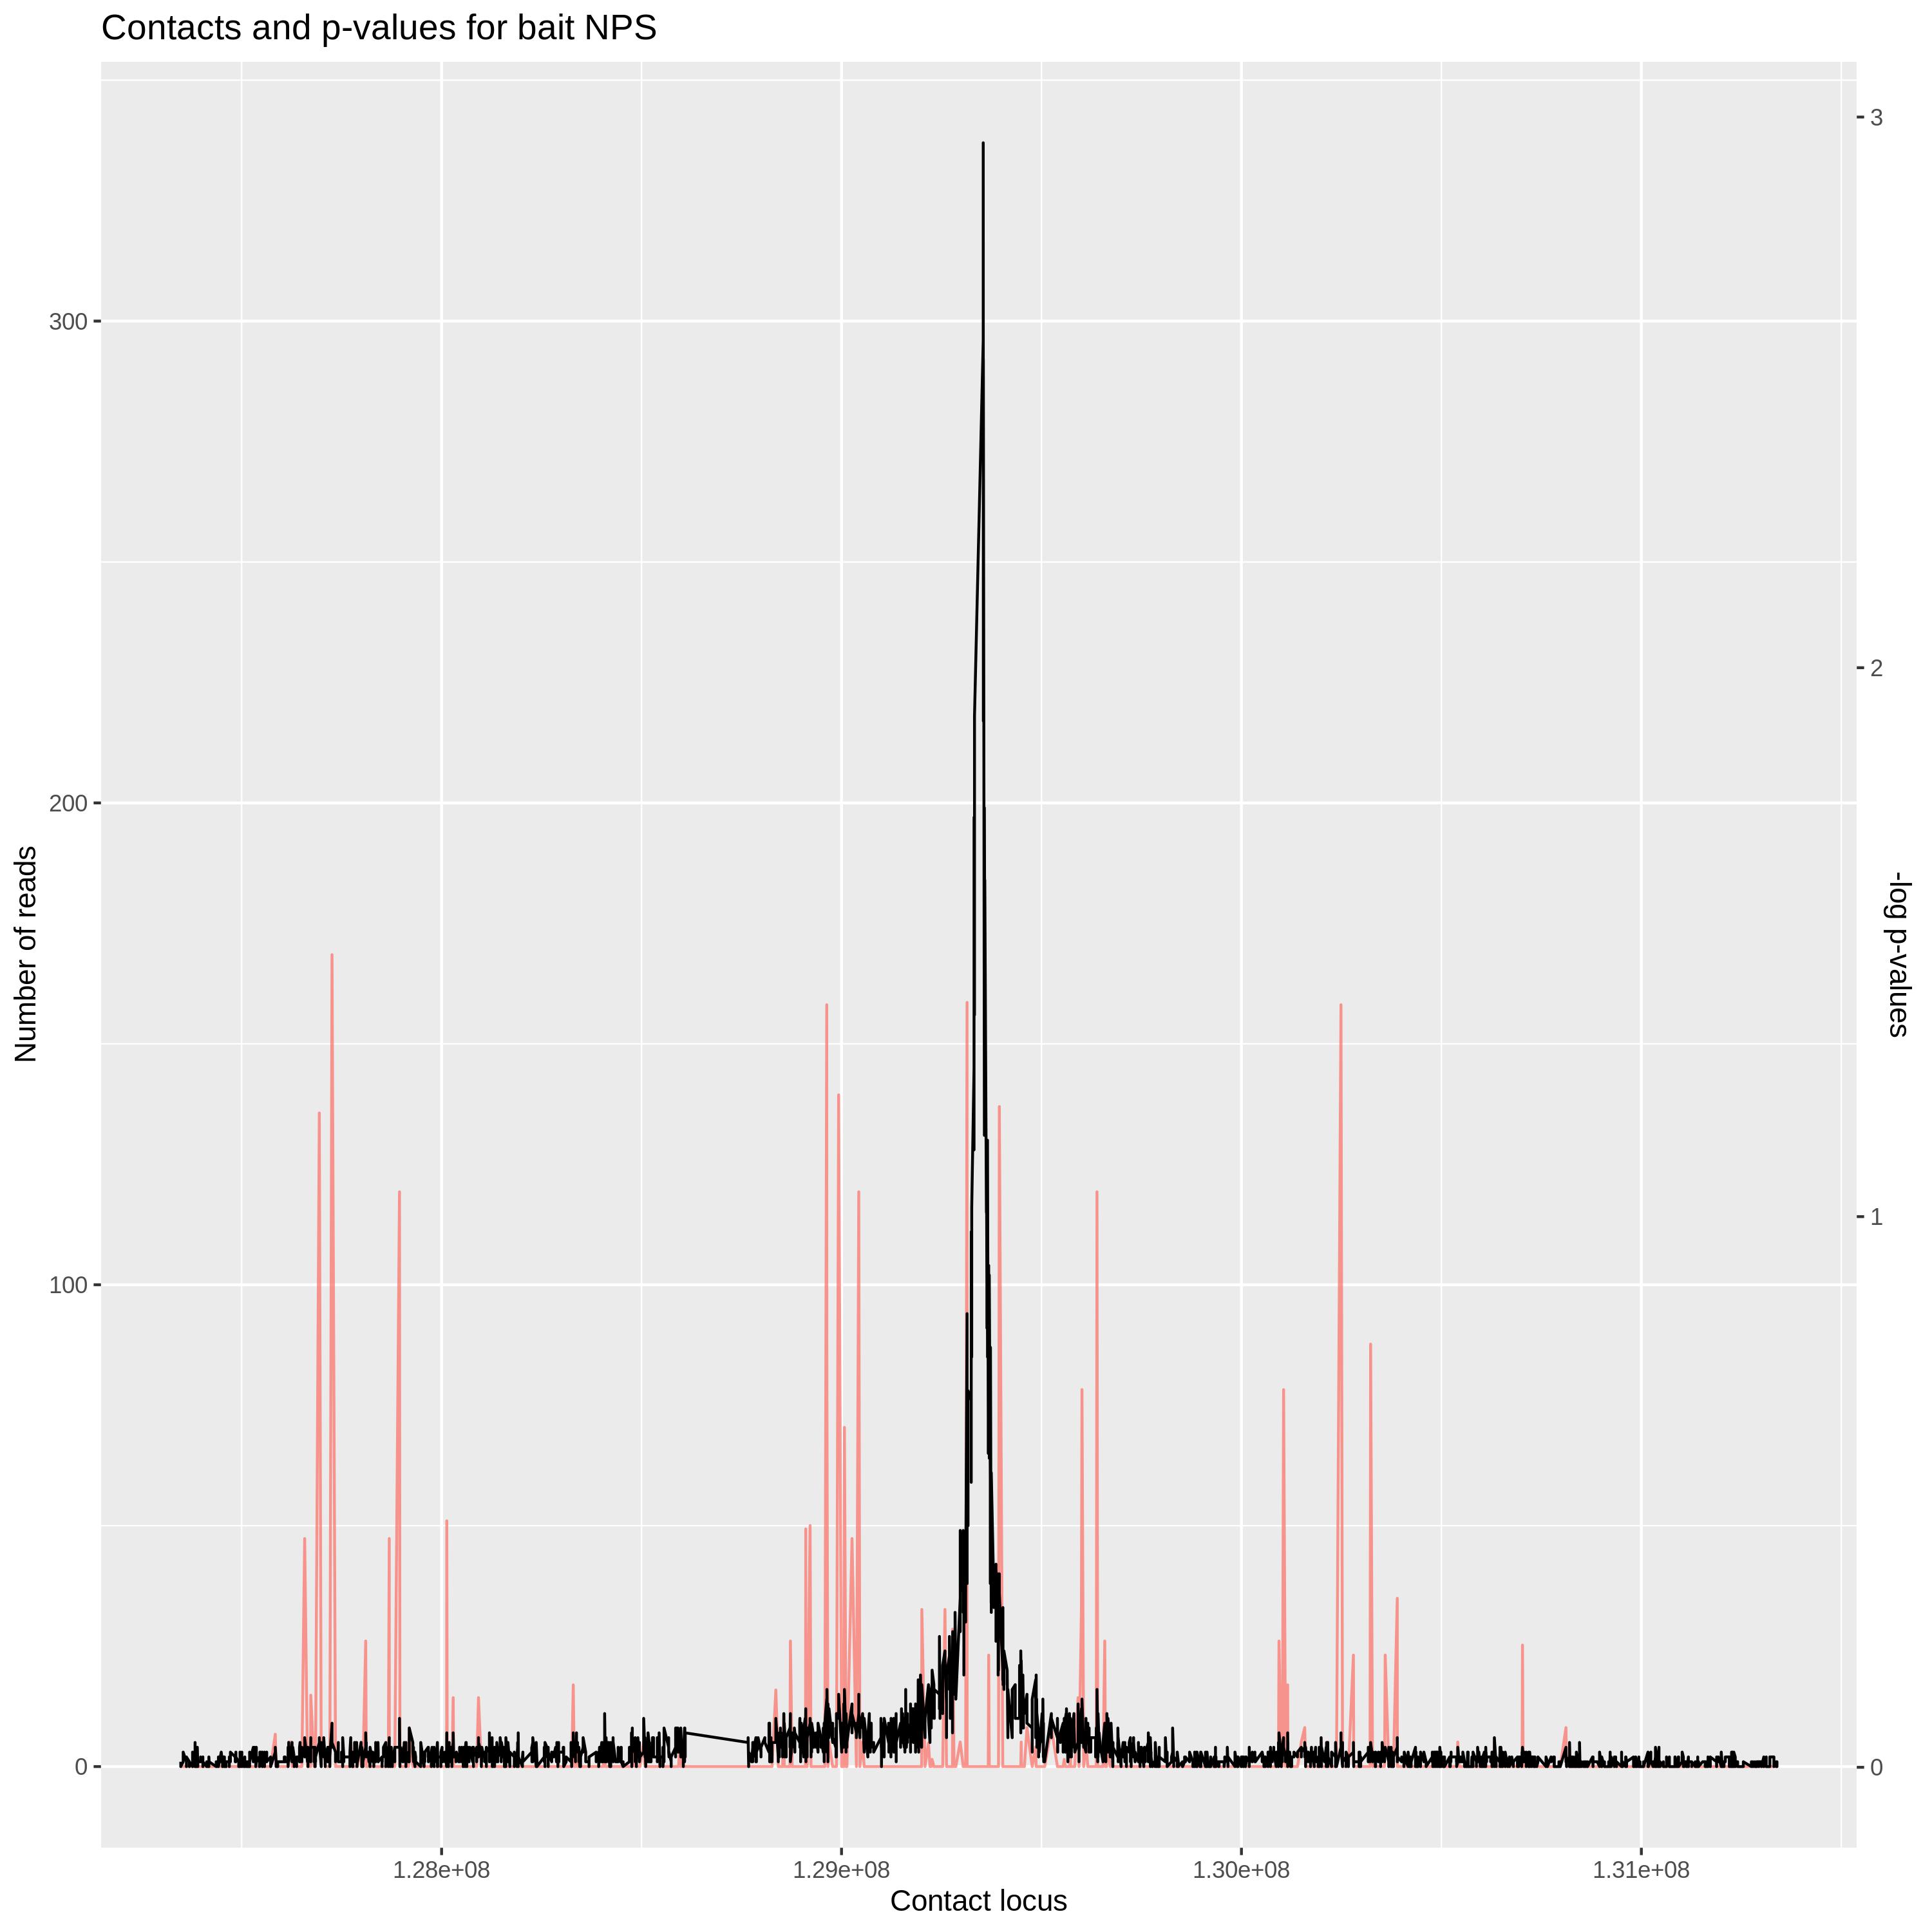 Contacts and p-values for bait NPS
300
200
100
0
Number of reads
3
2
1
0
-log p-values
1.28e+08
1.29e+08
1.30e+08
1.31e+08
Contact locus